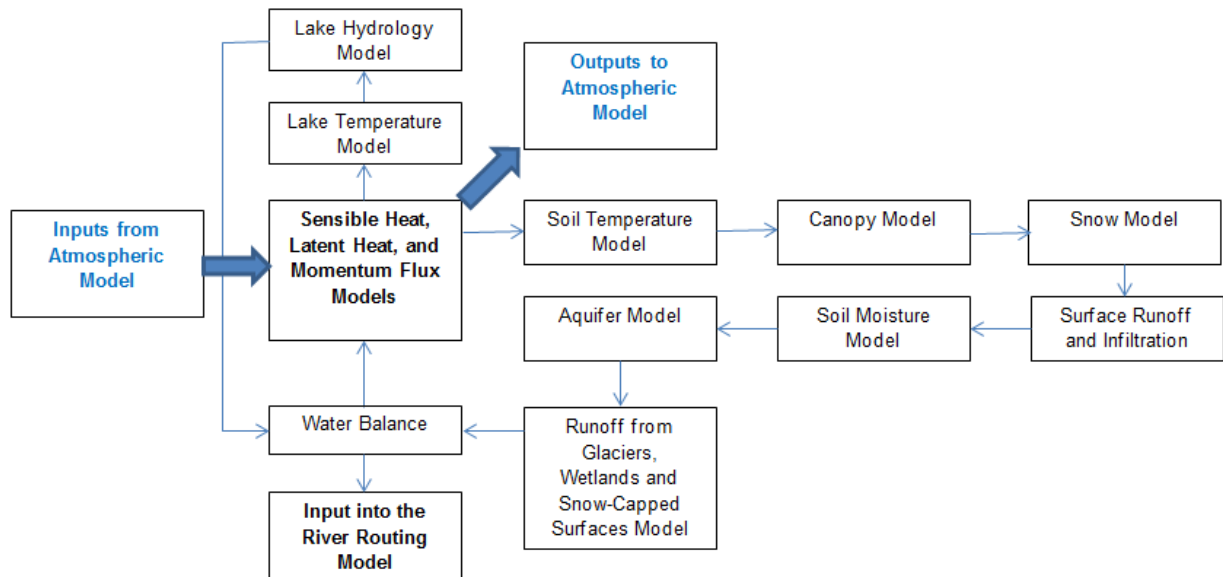 Lake Hydrology
Model
Outputs to
Atmospheric
Model
Lake Temperature
Model
Inputs from
Atmospheric
Model
Sensible Heat,
Latent Heat, and
Momentum Flux
Models
Soil Temperature
Model
Canopy Model
Snow Model
Aquifer Model
Soil Moisture
Model
Surface Runoff
and Infiltration
Water Balance
Runoff from
Glaciers,
Wetlands and
Snow-Capped
Surfaces Model
Input into the
River Routing
Model